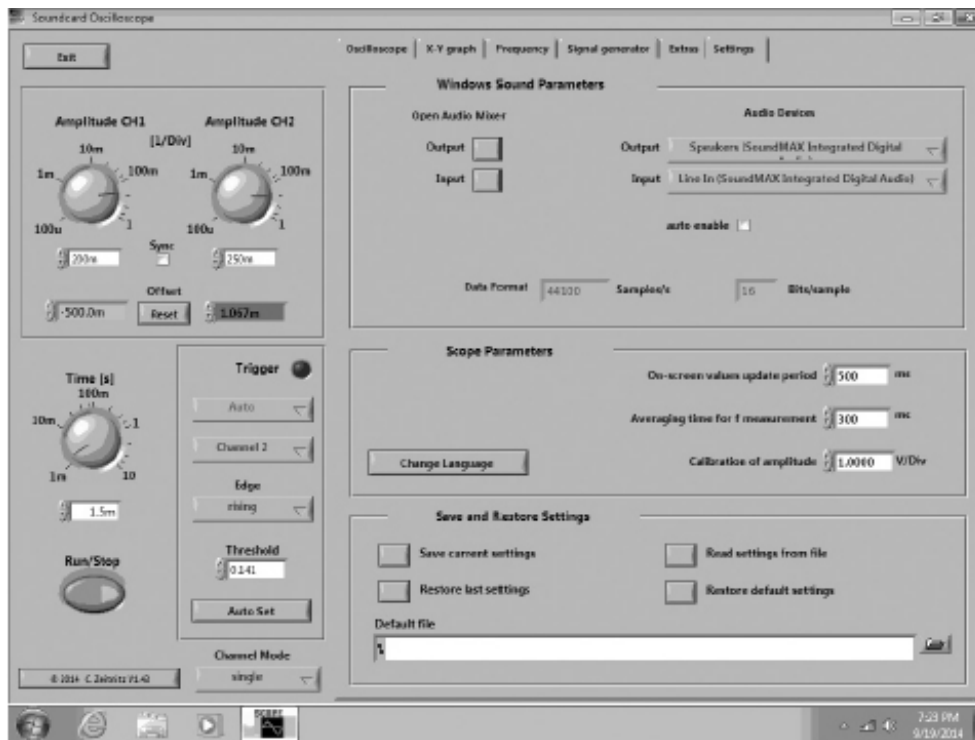 Soundcard Oscilloscope
Exit
Oscilloscope X-Y graph Frequency Signal generator Extras Settings
Amplitude CH1 Amplitude CH2
[1/Div]
10m 10m
1m 100m 1m 100m
100u 1 100u 1
Sync
200m 250m
Offset
-500.0m Reset 1.067m
Windows Sound Parameters
Open Audio Mixer
Output
Input
Audio Devices
Output Speakers (SoundMAX Integrated Digital
Input Line In (SoundMAX Integrated Digital Audio)
auto enable
Data Format 44100 Samples/s 16 Bits/sample
Time [s]
100m
10m 1
1m 10
1.5m
Run/Stop
Trigger
Auto
Channel 2
Edge
rising
Threshold
0.141
Auto Set
Channel Mode
single
© 2014 C. Zeitnitz V1.43
Scope Parameters
On-screen values update period 500 ms
Averaging time for f measurement 300 ms
Change Language
Calibration of amplitude 1.0000 V/Div
Save and Restore Settings
Save current settings Read settings from file
Restore last settings Restore default settings
Default file
SCOPE
7:23 PM
9/19/2014